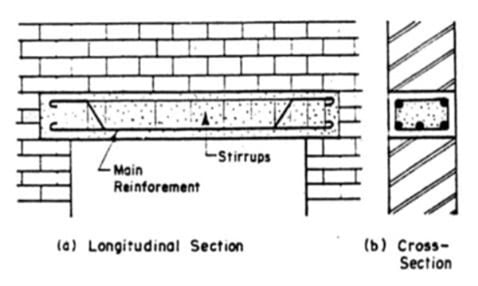 Main
Reinforement
Stirrups
(a) Longitudinal Section
(b) Cross-
Section